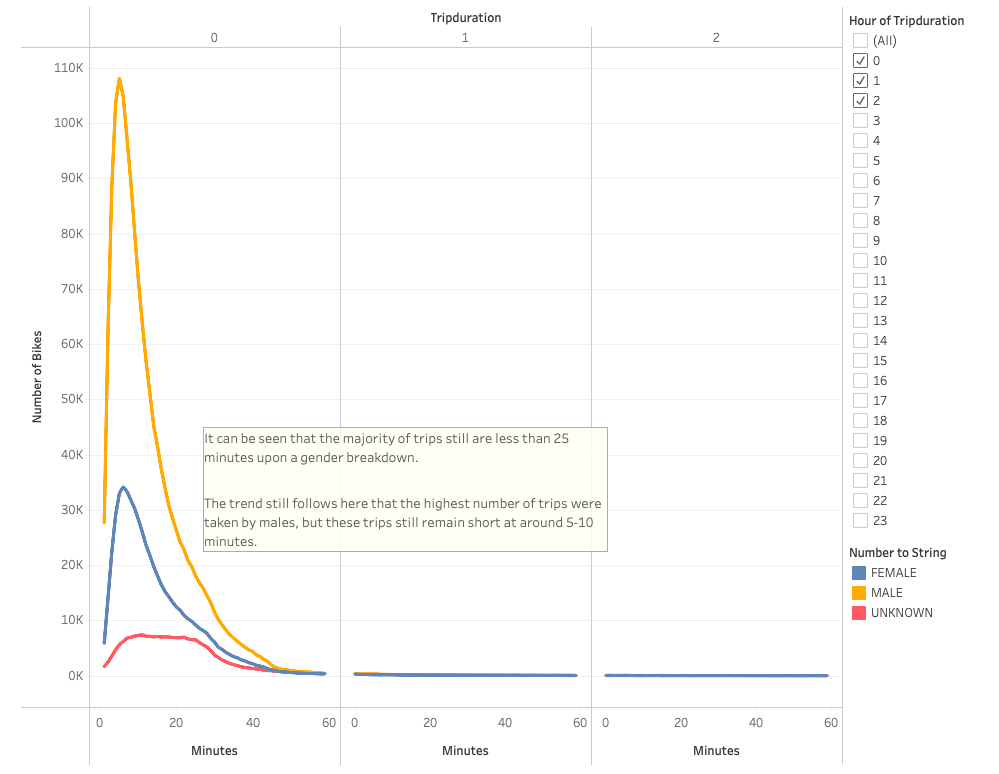 Tripduration
0 1 2
110K
100K
90K
80K
70K
60K
50K
40K
30K
20K
10K
0K
Number of Bikes
It can be seen that the majority of trips still are less than 25
minutes upon a gender breakdown.
The trend still follows here that the highest number of trips were
taken by males, but these trips still remain short at around 5-10
minutes.
0 20 40 60 0 20 40 60 0 20 40 60
Minutes Minutes Minutes
Hour of Tripduration
(All)
0
1
2
3
4
5
6
7
8
9
10
11
12
13
14
15
16
17
18
19
20
21
22
23
Number to String
FEMALE
MALE
UNKNOWN